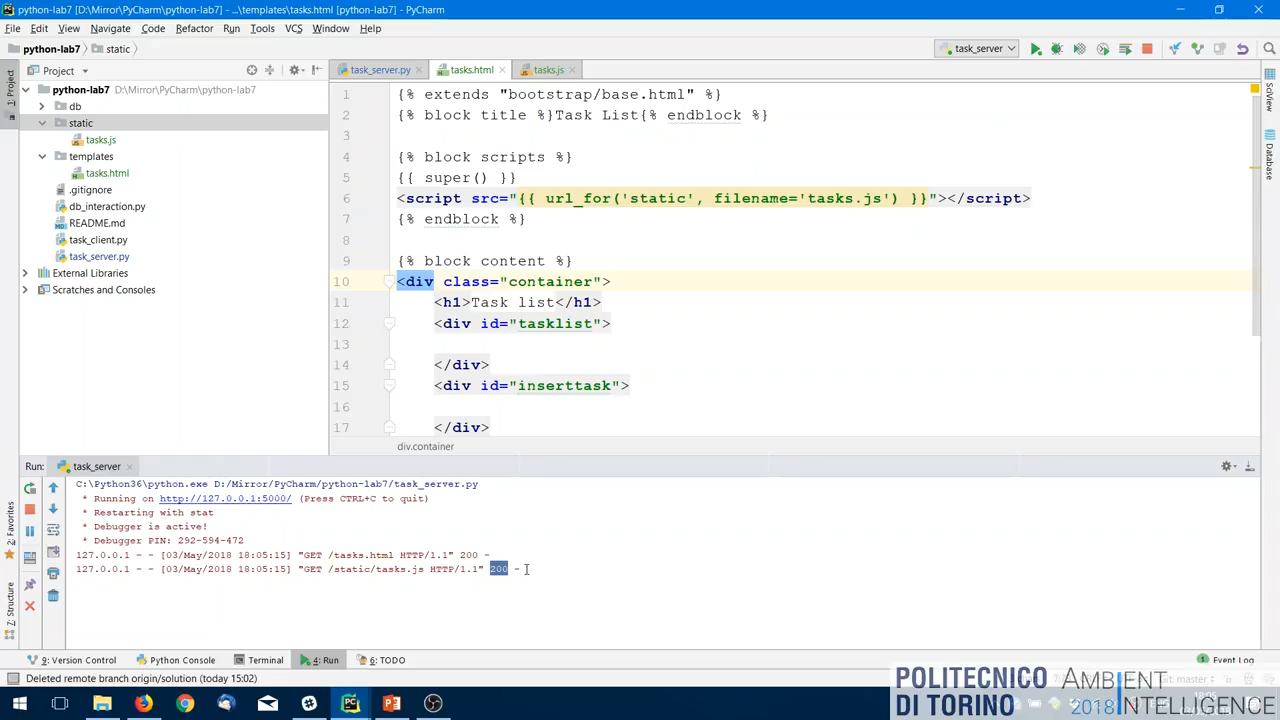 python-lab7 [D:\Mirror\PyCharm\python-lab7] - ...\templates\tasks.html [python-lab7] - PyCharm
File Edit View Navigate Code Refactor Run Tools VCS Window Help
python-lab7 static task_server
Project task_server.py tasks.html tasks.js
1: Project
python-lab7 D:\Mirror\PyCharm\python-lab7
db
static
tasks.js
templates
tasks.html
.gitignore
db_interaction.py
README.md
task_client.py
task_server.py
External Libraries
Scratches and Consoles
1 {% extends "bootstrap/base.html" %}
2 {% block title %}Task List{% endblock %}
3
4 {% block scripts %}
5 {{ super() }}
6 <script src="{{ url_for('static', filename='tasks.js') }}"></script>
7 {% endblock %}
8
9 {% block content %}
10 <div class="container">
11 <h1>Task list</h1>
12 <div id="tasklist">
13
14 </div>
15 <div id="inserttask">
16
17 </div>
div.container
SciView
Database
Run: task_server
C:\Python36\python.exe D:/Mirror/PyCharm/python-lab7/task_server.py
* Running on http://127.0.0.1:5000/ (Press CTRL+C to quit)
* Restarting with stat
* Debugger is active!
* Debugger PIN: 292-594-472
127.0.0.1 - - [03/May/2018 18:05:15] "GET /tasks.html HTTP/1.1" 200 -
127.0.0.1 - - [03/May/2018 18:05:15] "GET /static/tasks.js HTTP/1.1" 200 -
2: Favorites
7: Structure
9: Version Control Python Console Terminal 4: Run 6: TODO Event Log
Deleted remote branch origin/solution (today 15:02) Git: master
POLITECNICO DI TORINO
AMBIENT 2018 INTELLIGENCE